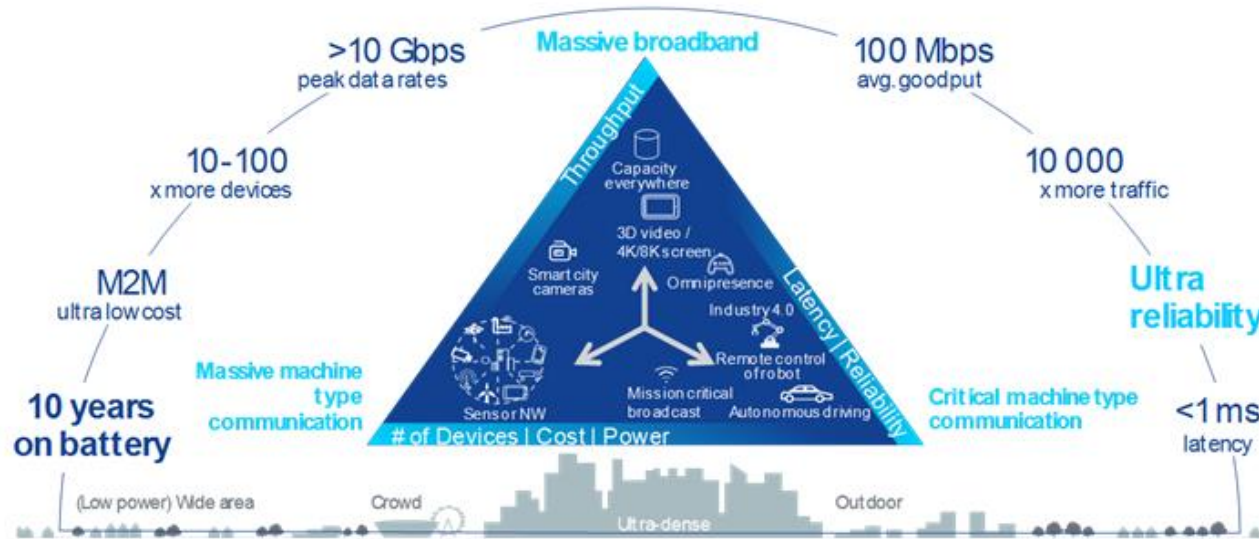 >10 Gbps
peak data rates
Massive broadband
100 Mbps
avg. goodput
10-100
x more devices
10 000
x more traffic
M2M
ultra low cost
Ultra
reliability
10 years
on battery
<1 ms
latency
Throughput
Latency | Reliability
# of Devices | Cost | Power
Capacity
everywhere
3D video /
4K/8K screen
Smart city
cameras
Omnipresence
Industry 4.0
Remote control
of robot
Sensor NW
Mission critical
broadcast
Autonomous driving
Massive machine
type
communication
Critical machine type
communication
(Low power) Wide area
Crowd
Ultra-dense
Outdoor